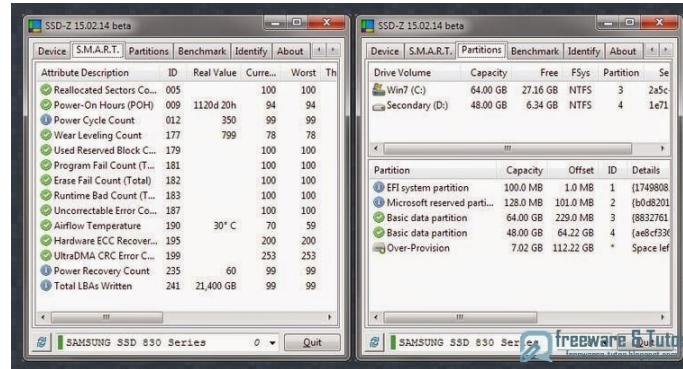 SSD-Z 15.02.14 beta
Device S.M.A.R.T. Partitions Benchmark Identify About
Attribute Description ID Real Value Curre... Worst Th
Reallocated Sectors Co... 005 100 100
Power-On Hours (POH) 009 1120d 20h 94 94
Power Cycle Count 012 350 99 99
Wear Leveling Count 177 799 78 78
Used Reserved Block C... 179 100 100
Program Fail Count (T... 181 100 100
Erase Fail Count (Total) 182 100 100
Runtime Bad Count (T... 183 100 100
Uncorrectable Error Co... 187 100 100
Airflow Temperature 190 30° C 70 59
Hardware ECC Recover... 195 200 200
UltraDMA CRC Error C... 199 253 253
Power Recovery Count 235 60 99 99
Total LBAs Written 241 21,400 GB 99 99
SAMSUNG SSD 830 Series 0 Quit
SSD-Z 15.02.14 beta
Device S.M.A.R.T. Partitions Benchmark Identify About
Drive Volume Capacity Free FSys Partition Se
Win7 (C:) 64.00 GB 27.16 GB NTFS 3 2a5c
Secondary (D:) 48.00 GB 6.34 GB NTFS 4 1e71
Partition Capacity Offset ID Details
EFI system partition 100.0 MB 1.0 MB 1 {1749808
Microsoft reserved parti... 128.0 MB 101.0 MB 2 {b0d8201
Basic data partition 64.00 GB 229.0 MB 3 {8832761
Basic data partition 48.00 GB 64.22 GB 4 {ae8cf336
Over-Provision 7.02 GB 112.22 GB * Space lef
SAMSUNG SSD 830 Series
freeware & Tutos